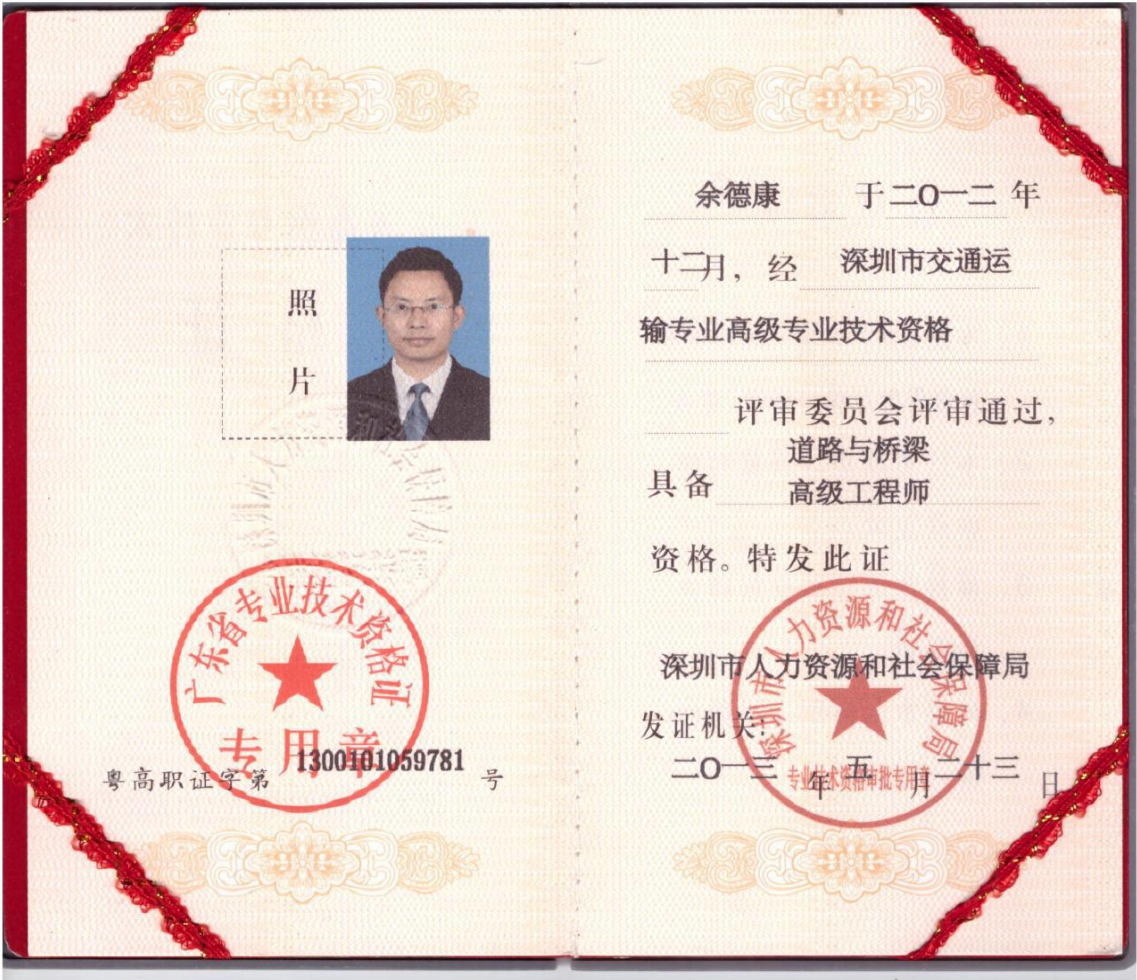 照
片
广东省专业技术资格证
专用章
粤高职证字第 1300101059781 号
余德康 于二〇一二年
十二月，经 深圳市交通运
输专业高级专业技术资格
评审委员会评审通过，
道路与桥梁
具备 高级工程师
资格。特发此证
深圳市人力资源和社会保障局
深圳市人力资源和社会保障局
发证机关：
二〇一三年五月二十三日
专业技术资格审批专用章